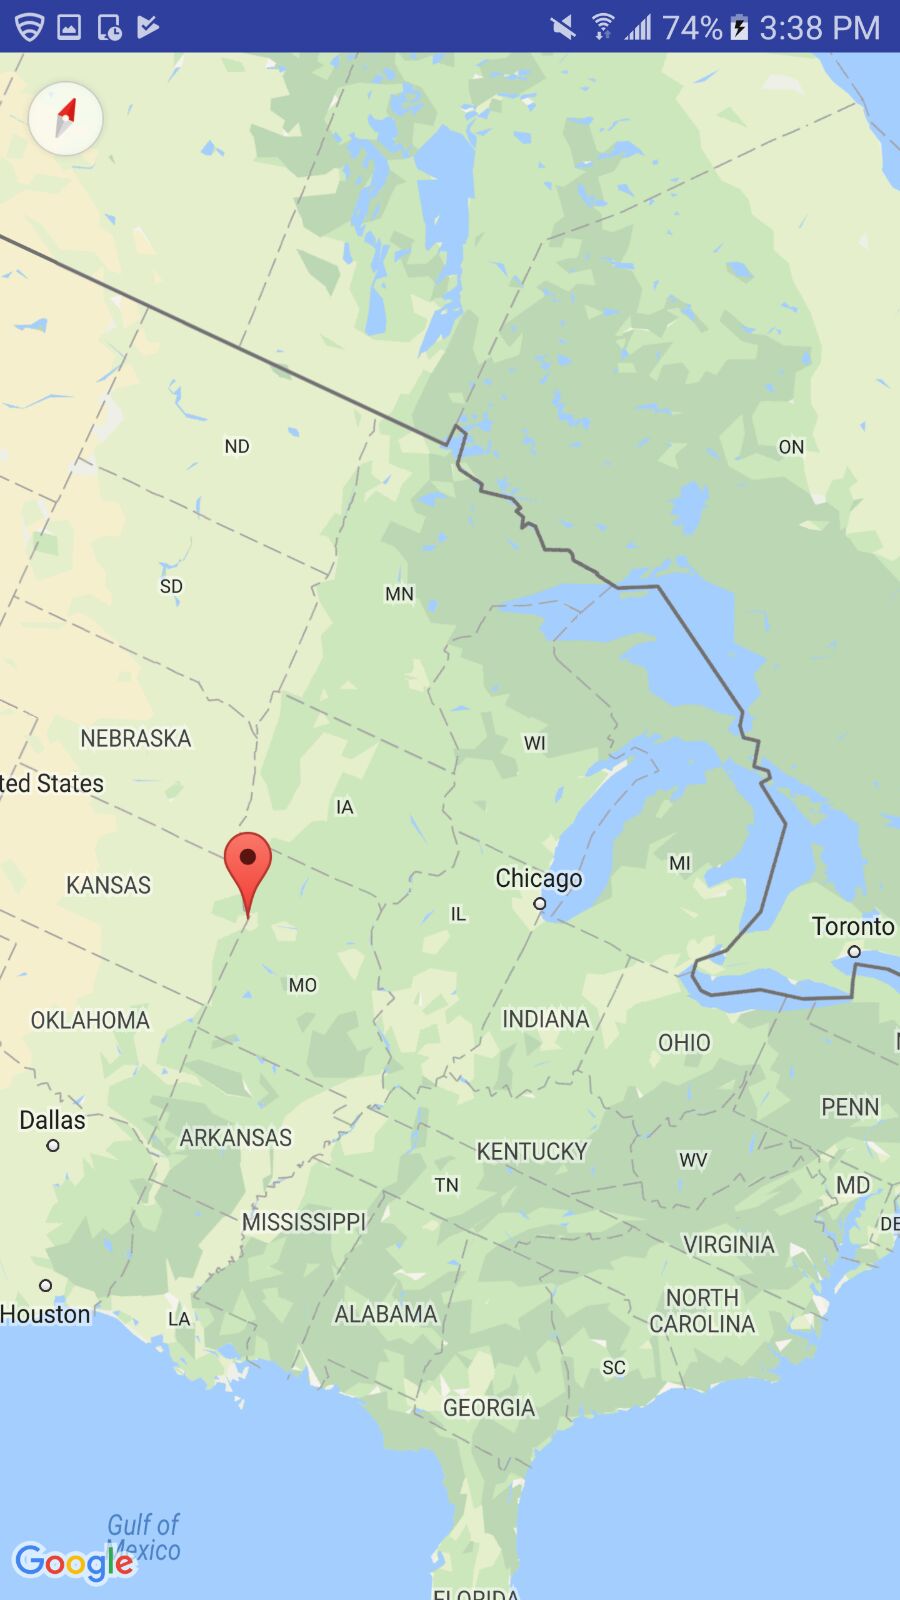 74% 3:38 PM
ND
ON
SD
MN
NEBRASKA
WI
ted States
IA
MI
Chicago
KANSAS
IL
Toronto
MO
OKLAHOMA
INDIANA
OHIO
N
PENN
Dallas
ARKANSAS
KENTUCKY
WV
TN
MD
MISSISSIPPI
DE
VIRGINIA
Houston
LA
ALABAMA
NORTH
CAROLINA
SC
GEORGIA
Gulf of
Mexico
Google
FLORIDA